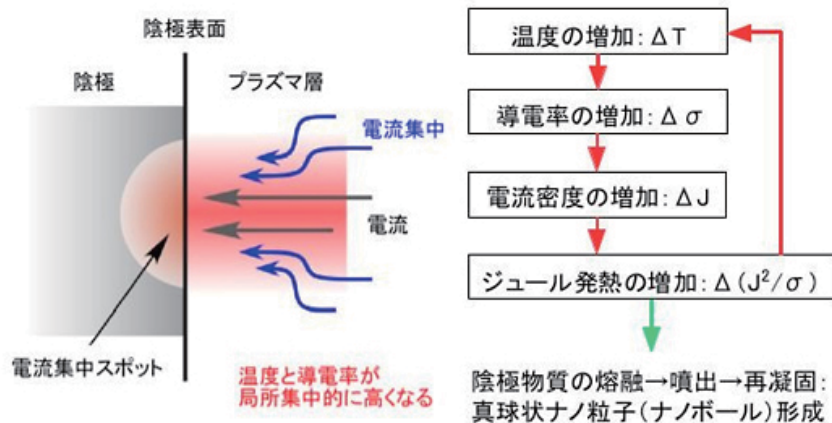 陰極表面
陰極
プラズマ層
電流集中
電流
電流集中スポット
温度と導電率が
局所集中的に高くなる
温度の増加:ΔT
導電率の増加:Δσ
電流密度の増加:ΔJ
ジュール発熱の増加:Δ(J²/σ)
陰極物質の熔融→噴出→再凝固:
真球状ナノ粒子(ナノボール)形成